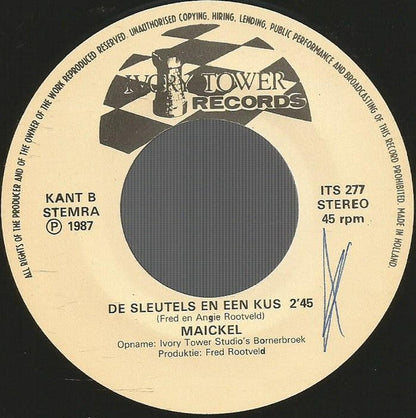 ALL RIGHTS OF THE PRODUCER AND OF THE OWNER OF THE WORK REPRODUCED RESERVED. UNAUTHORISED COPYING, HIRING, LENDING, PUBLIC PERFORMANCE AND BROADCASTING OF THIS RECORD PROHIBITED. MADE IN HOLLAND.
IVORY TOWER
RECORDS
KANT B
STEMRA
Ⓟ 1987
ITS 277
STEREO
45 rpm
DE SLEUTELS EN EEN KUS 2'45
(Fred en Angie Rootveld)
MAICKEL
Opname: Ivory Tower Studio's Bornerbroek
Produktie: Fred Rootveld